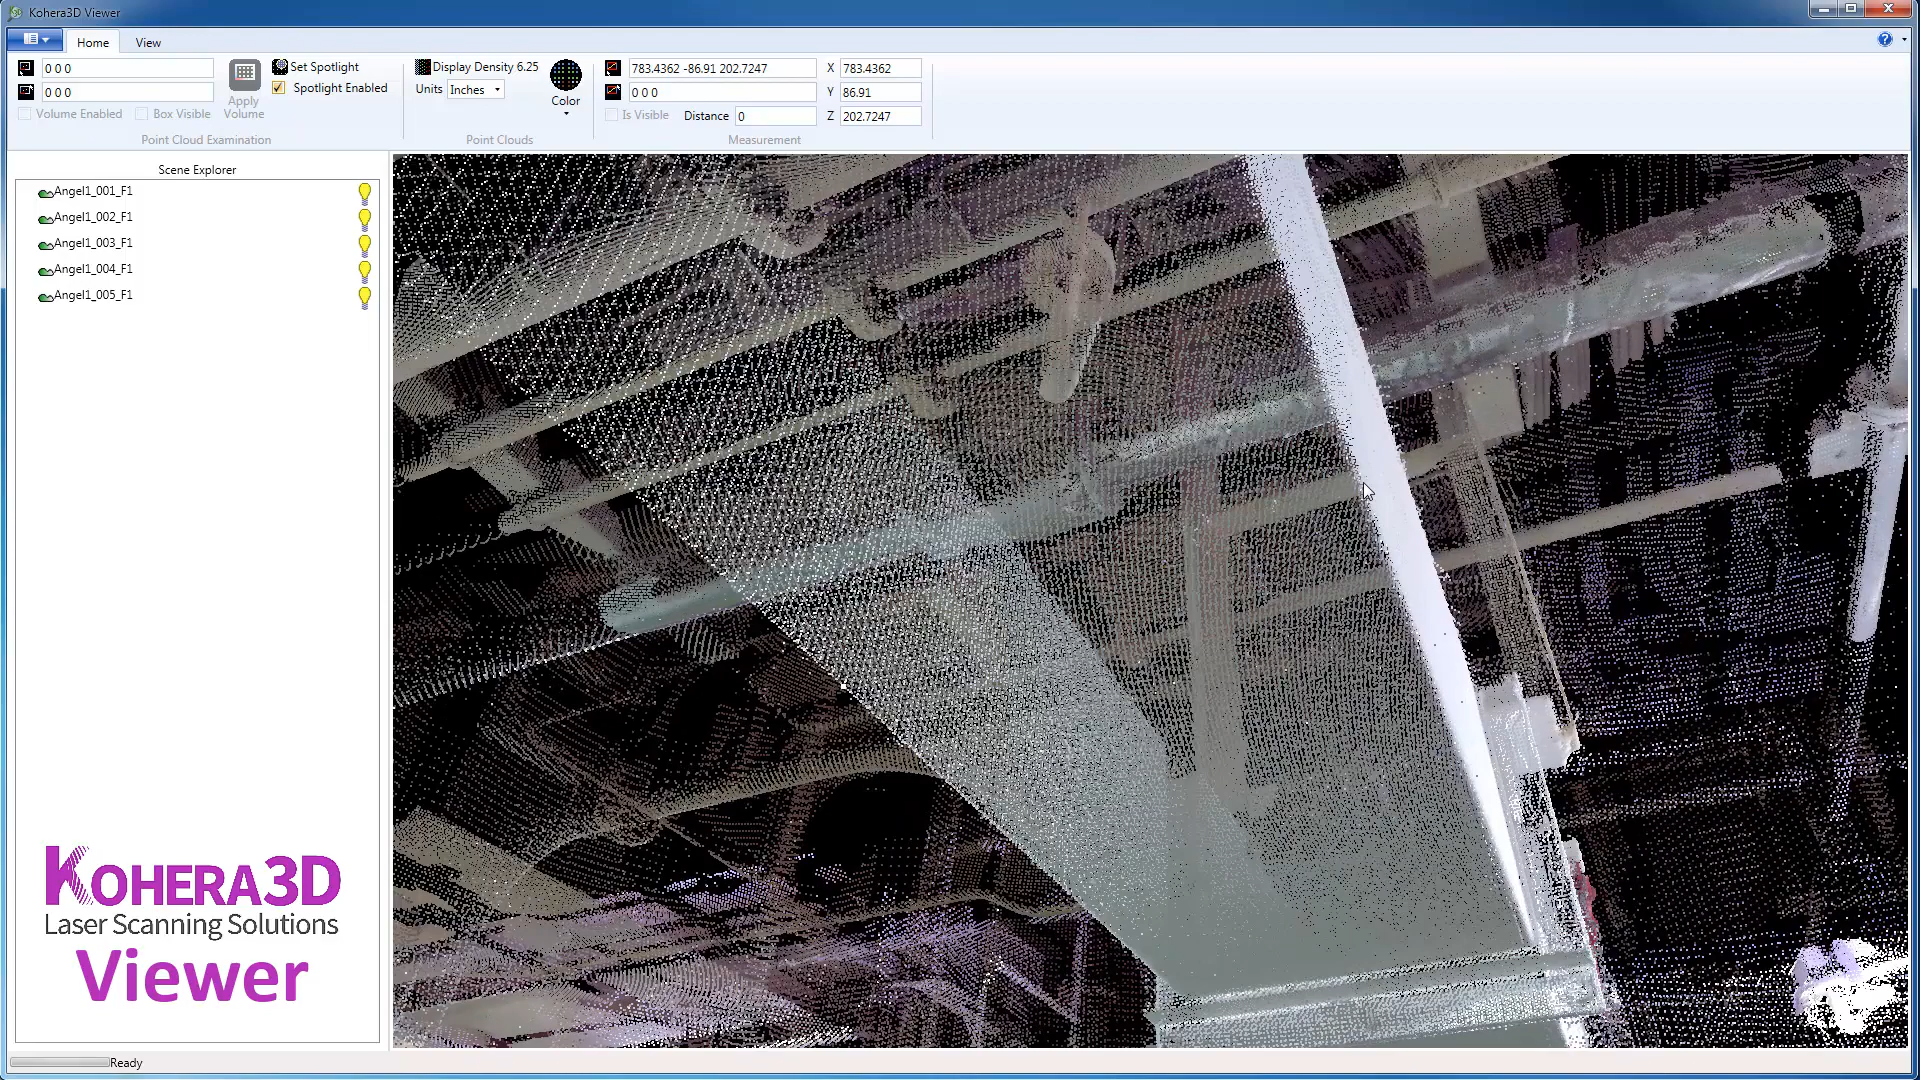 Kohera3D Viewer
Home View
0 0 0
0 0 0
Volume Enabled Box Visible
Apply Volume
Set Spotlight
Spotlight Enabled
Point Cloud Examination
Display Density 6.25
Units Inches
Color
Point Clouds
783.4362 -86.91 202.7247
0 0 0
Is Visible Distance 0
X 783.4362
Y 86.91
Z 202.7247
Measurement
Scene Explorer
Angel1_001_F1
Angel1_002_F1
Angel1_003_F1
Angel1_004_F1
Angel1_005_F1
KOHERA3D
Laser Scanning Solutions
Viewer
Ready